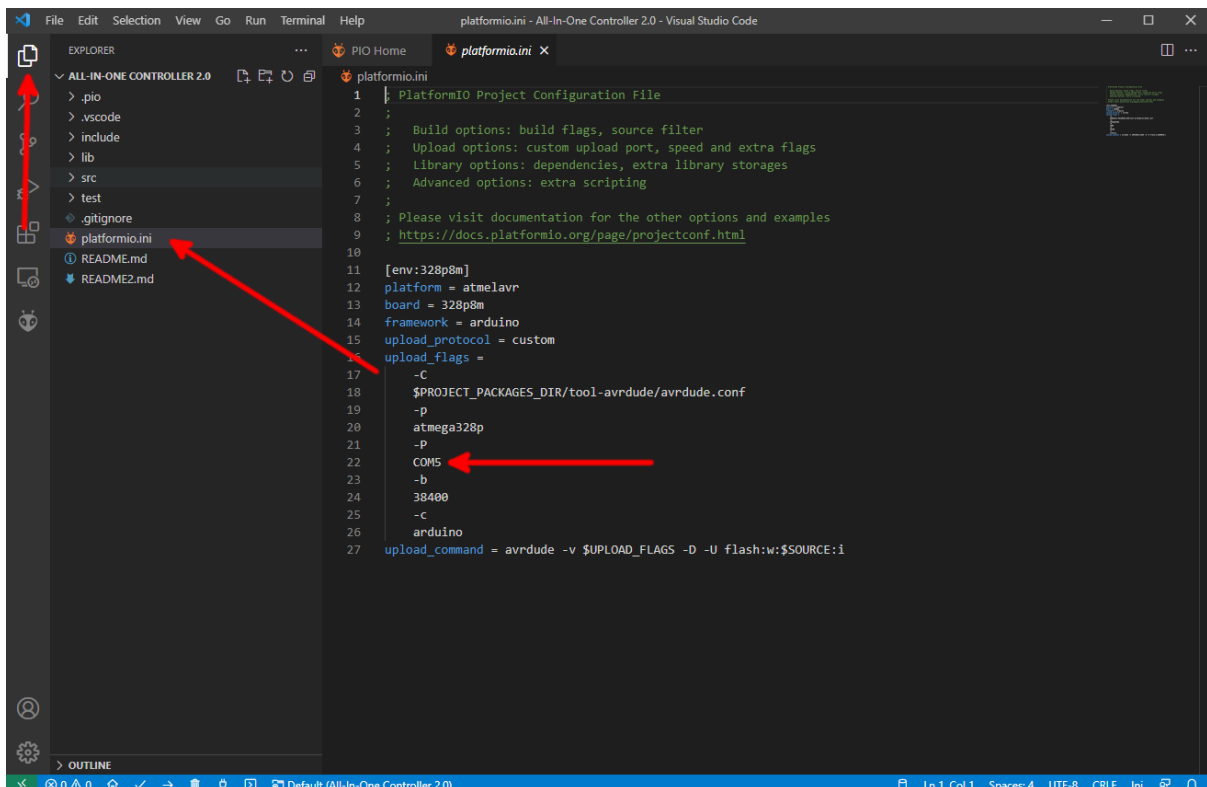 File Edit Selection View Go Run Terminal Help
platformio.ini - All-In-One Controller 2.0 - Visual Studio Code
EXPLORER
ALL-IN-ONE CONTROLLER 2.0
.pio
.vscode
include
lib
src
test
.gitignore
platformio.ini
README.md
README2.md
OUTLINE
PIO Home
platformio.ini
platformio.ini
1 ; PlatformIO Project Configuration File
2 ;
3 ;   Build options: build flags, source filter
4 ;   Upload options: custom upload port, speed and extra flags
5 ;   Library options: dependencies, extra library storages
6 ;   Advanced options: extra scripting
7 ;
8 ; Please visit documentation for the other options and examples
9 ; https://docs.platformio.org/page/projectconf.html
10
11 [env:328p8m]
12 platform = atmelavr
13 board = 328p8m
14 framework = arduino
15 upload_protocol = custom
16 upload_flags =
17     -C
18     $PROJECT_PACKAGES_DIR/tool-avrdude/avrdude.conf
19     -p
20     atmega328p
21     -P
22     COM5
23     -b
24     38400
25     -c
26     arduino
27 upload_command = avrdude -v $UPLOAD_FLAGS -D -U flash:w:$SOURCE:i
0 0 Default (All-In-One Controller 2.0) Ln 1, Col 1 Spaces: 4 UTF-8 CRLF Ini